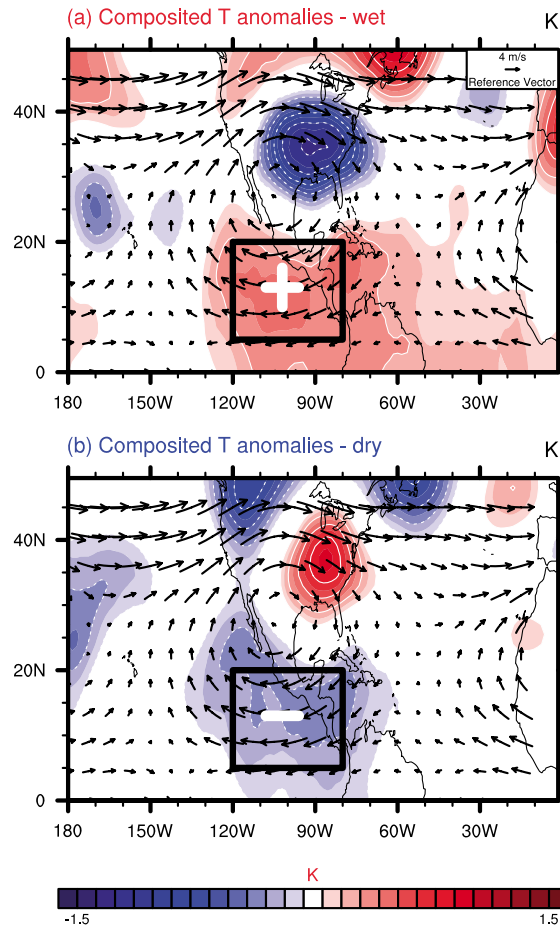 (a) Composited T anomalies - wet
K
4 m/s
Reference Vector
40N
20N
0
180
150W
120W
90W
60W
30W
(b) Composited T anomalies - dry
K
40N
20N
0
180
150W
120W
90W
60W
30W
K
-1.5
1.5